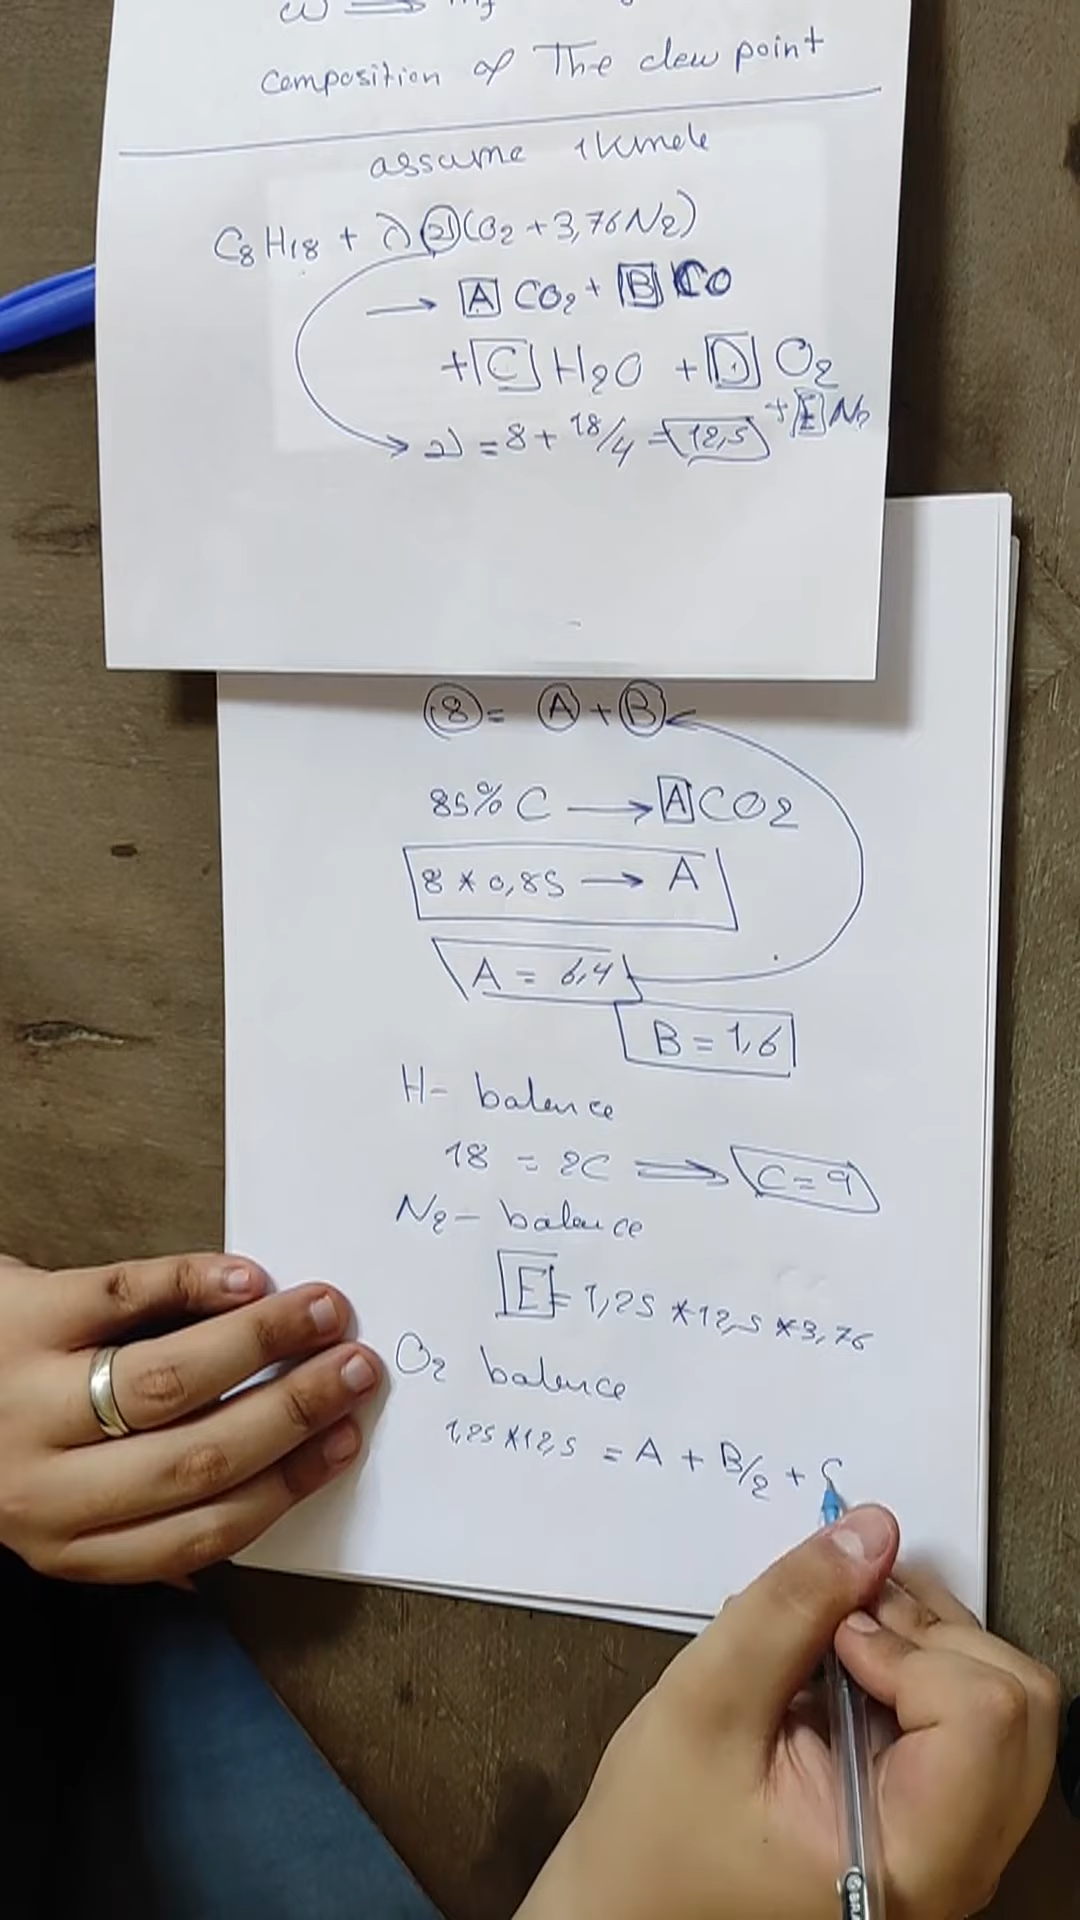 composition of The dew point
assume 1kmole
C8H18 + λ (O2 + 3,76N2)
→ A CO2 + B CO
+ C H2O + D O2
+ E N2
= 8 + 18/4 = 12,5
8 = A + B
85% C → A CO2
8 * 0,85 → A
A = 6,4
B = 1,6
H- balance
18 = 2C ⟹ C = 9
N2- balance
E = 1,25 * 12,5 * 3,76
O2 balance
1,25 * 12,5 = A + B/2 +